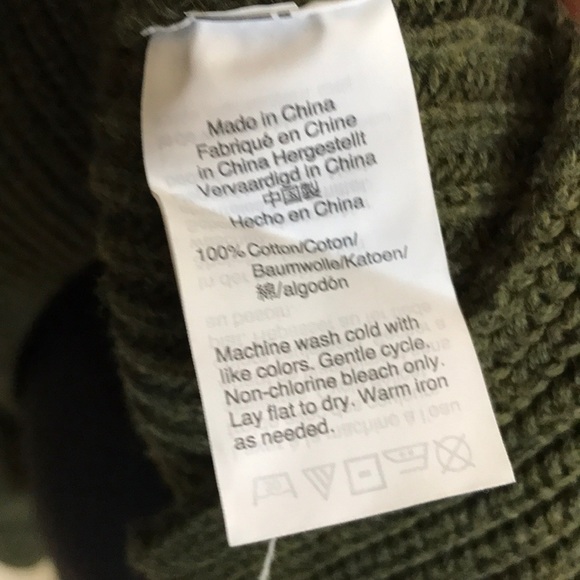 Made in China
Fabriqué en Chine
in China Hergestellt
Vervaardigd in China
中国製
Hecho en China
100% Cotton/Coton/
Baumwolle/Katoen/
綿/algodón
Machine wash cold with
like colors. Gentle cycle.
Non-chlorine bleach only.
Lay flat to dry. Warm iron
as needed.